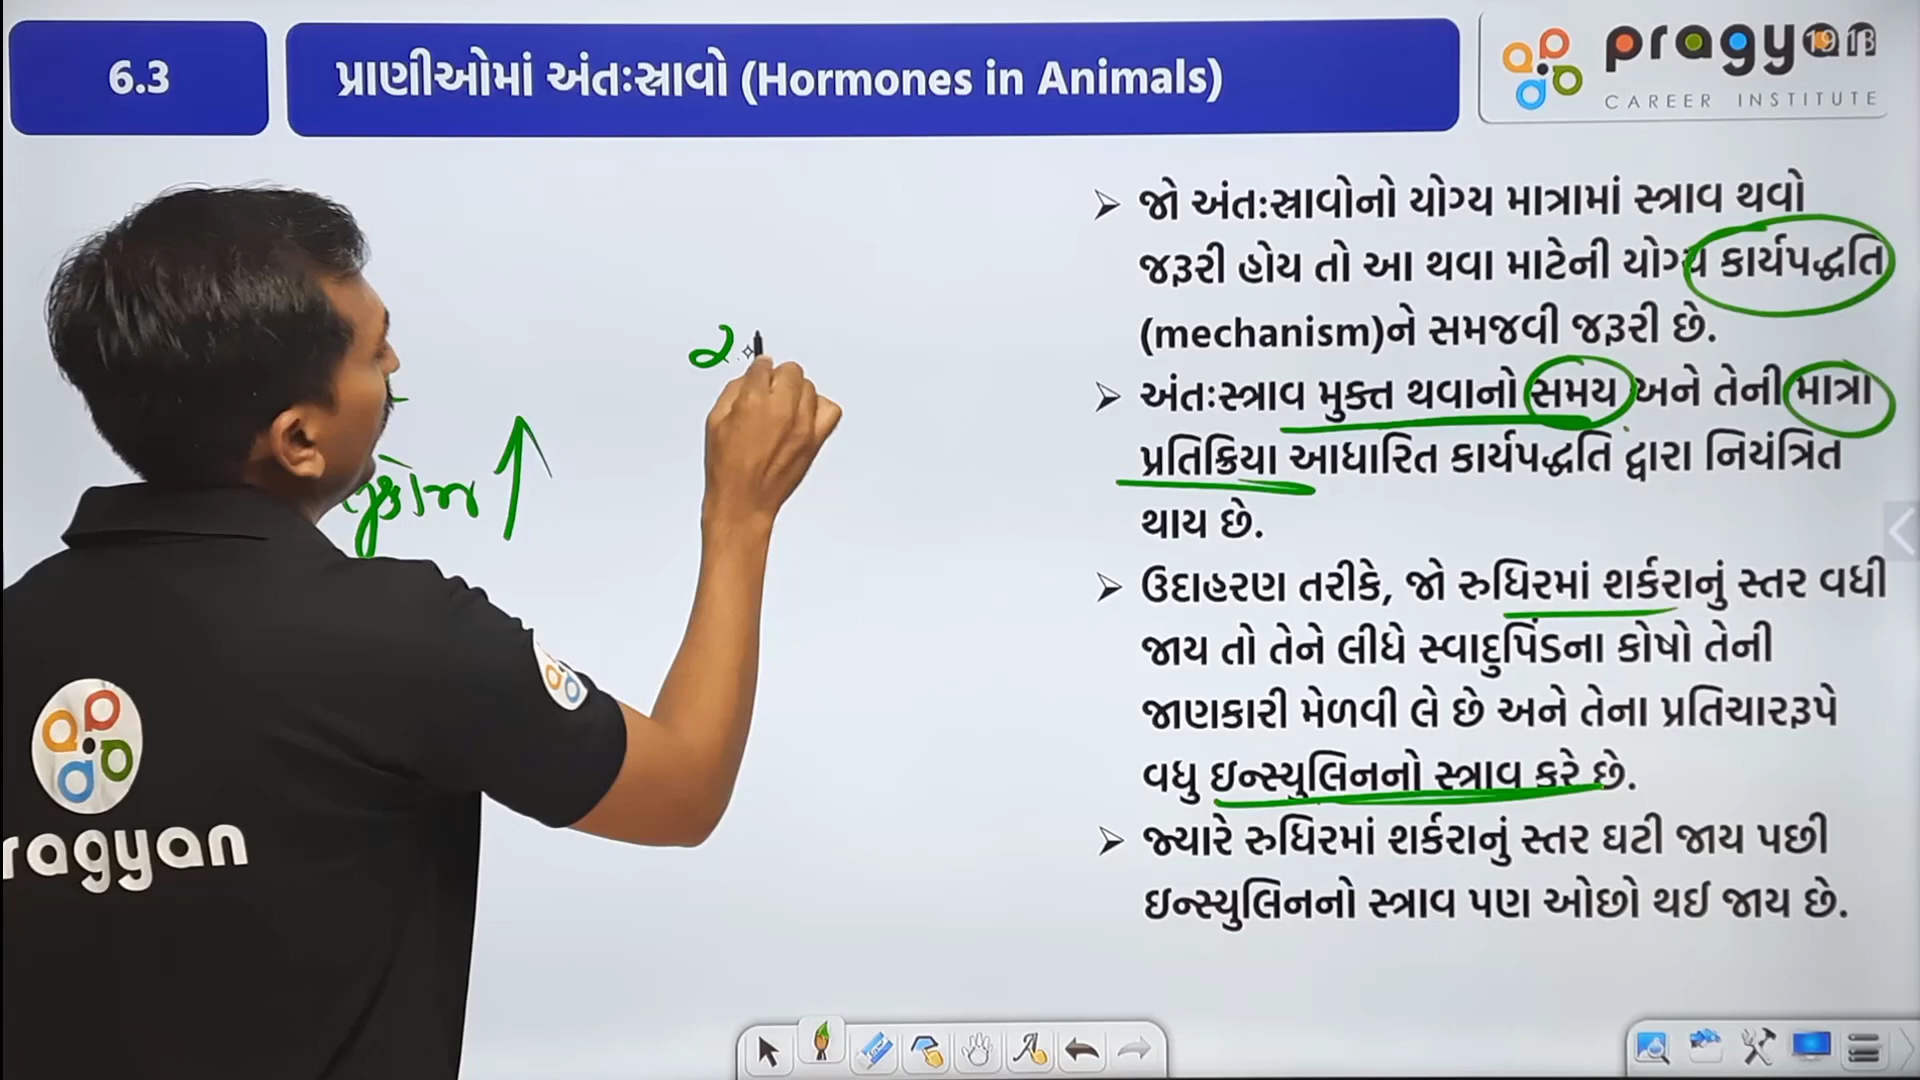 6.3
પ્રાણીઓમાં અંતઃસ્ત્રાવો (Hormones in Animals)
pragyan
19:13
CAREER INSTITUTE
➢ જો અંતઃસ્ત્રાવોનો યોગ્ય માત્રામાં સ્ત્રાવ થવો
જરૂરી હોય તો આ થવા માટેની યોગ્ય કાર્યપદ્ધતિ
(mechanism)ને સમજવી જરૂરી છે.
➢ અંતઃસ્ત્રાવ મુક્ત થવાનો સમય અને તેની માત્રા
પ્રતિક્રિયા આધારિત કાર્યપદ્ધતિ દ્વારા નિયંત્રિત
થાય છે.
➢ ઉદાહરણ તરીકે, જો રુધિરમાં શર્કરાનું સ્તર વધી
જાય તો તેને લીધે સ્વાદુપિંડના કોષો તેની
જાણકારી મેળવી લે છે અને તેના પ્રતિચારરૂપે
વધુ ઇન્સ્યુલિનનો સ્ત્રાવ કરે છે.
➢ જ્યારે રુધિરમાં શર્કરાનું સ્તર ઘટી જાય પછી
ઇન્સ્યુલિનનો સ્ત્રાવ પણ ઓછો થઈ જાય છે.
ragyan